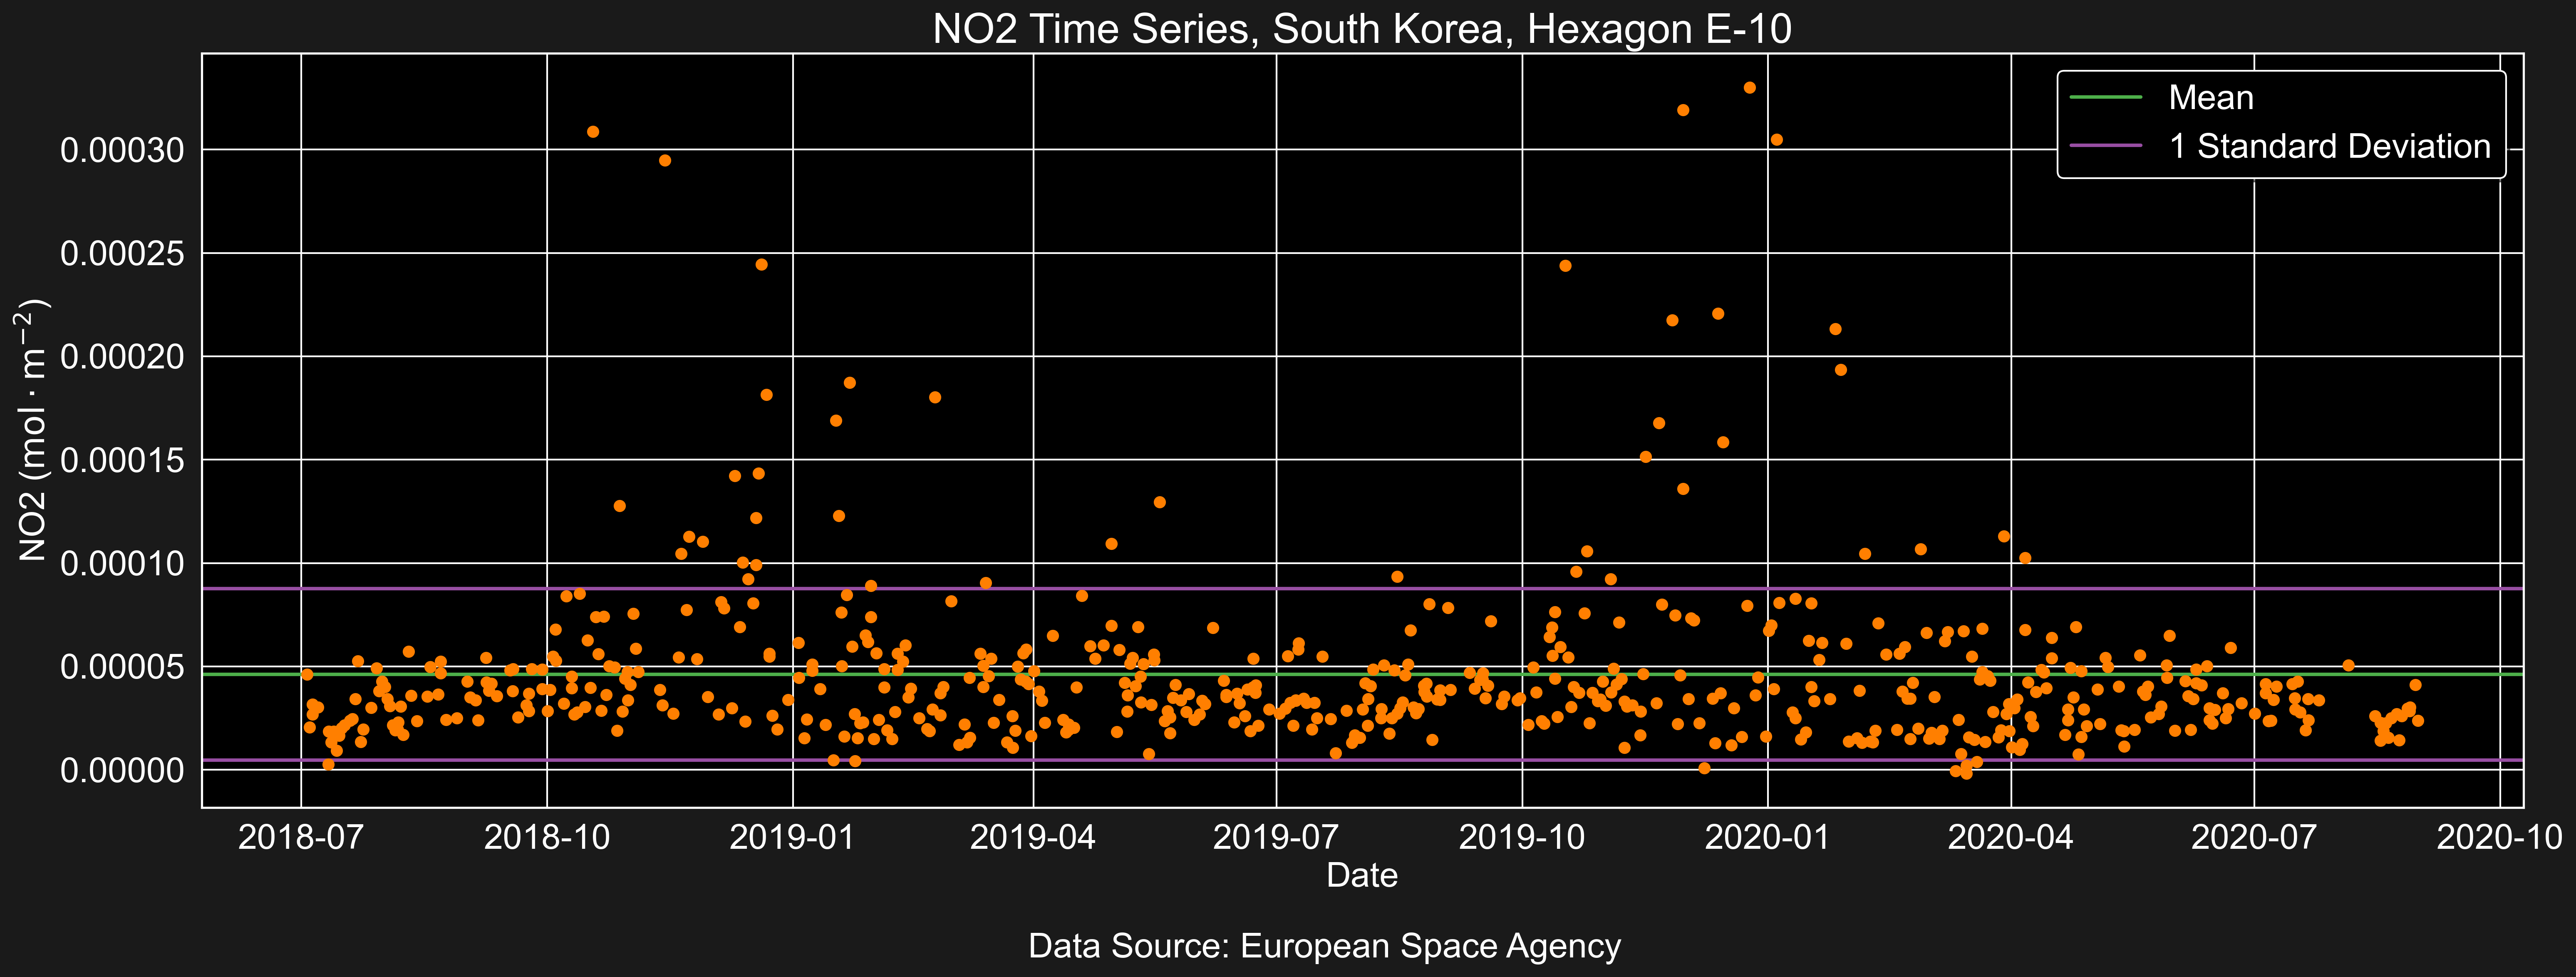 NO2 Time Series, South Korea, Hexagon E-10
Mean
1 Standard Deviation
NO2 (mol · m⁻²)
0.00030
0.00025
0.00020
0.00015
0.00010
0.00005
0.00000
2018-07 2018-10 2019-01 2019-04 2019-07 2019-10 2020-01 2020-04 2020-07 2020-10
Date
Data Source: European Space Agency